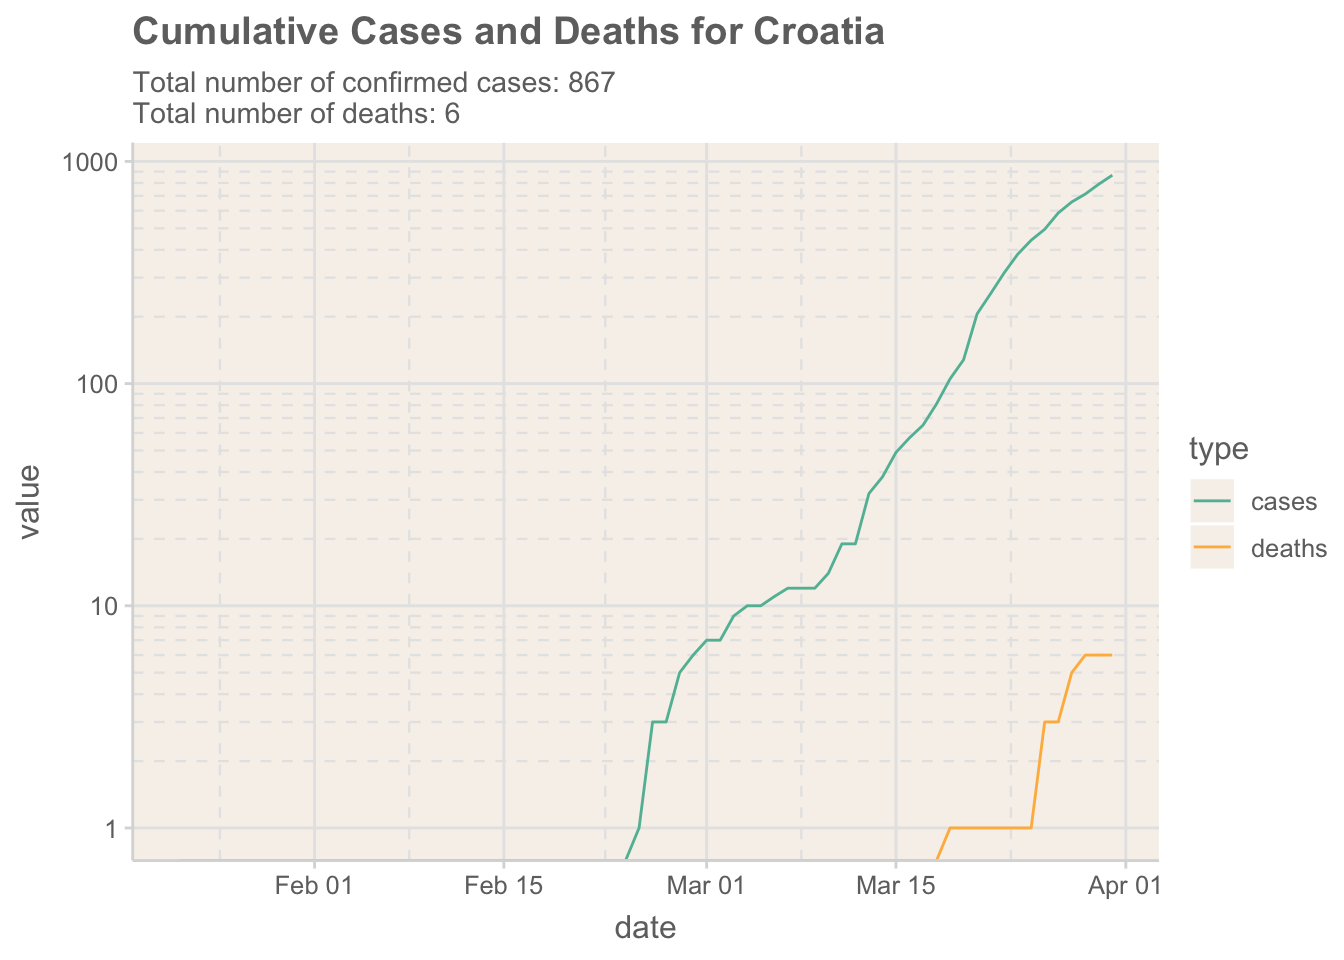 Cumulative Cases and Deaths for Croatia
Total number of confirmed cases: 867
Total number of deaths: 6
1000
100
10
1
value
Feb 01
Feb 15
Mar 01
Mar 15
Apr 01
date
type
cases
deaths